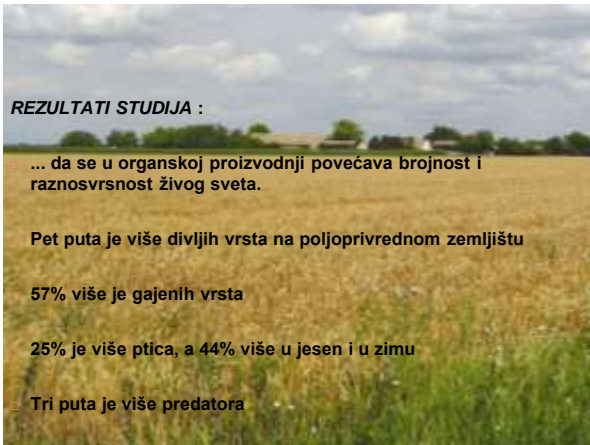 REZULTATI STUDIJA :
... da se u organskoj proizvodnji povećava brojnost i
raznosvrsnost živog sveta.
Pet puta je više divljih vrsta na poljoprivrednom zemljištu
57% više je gajenih vrsta
25% je više ptica, a 44% više u jesen i u zimu
Tri puta je više predatora